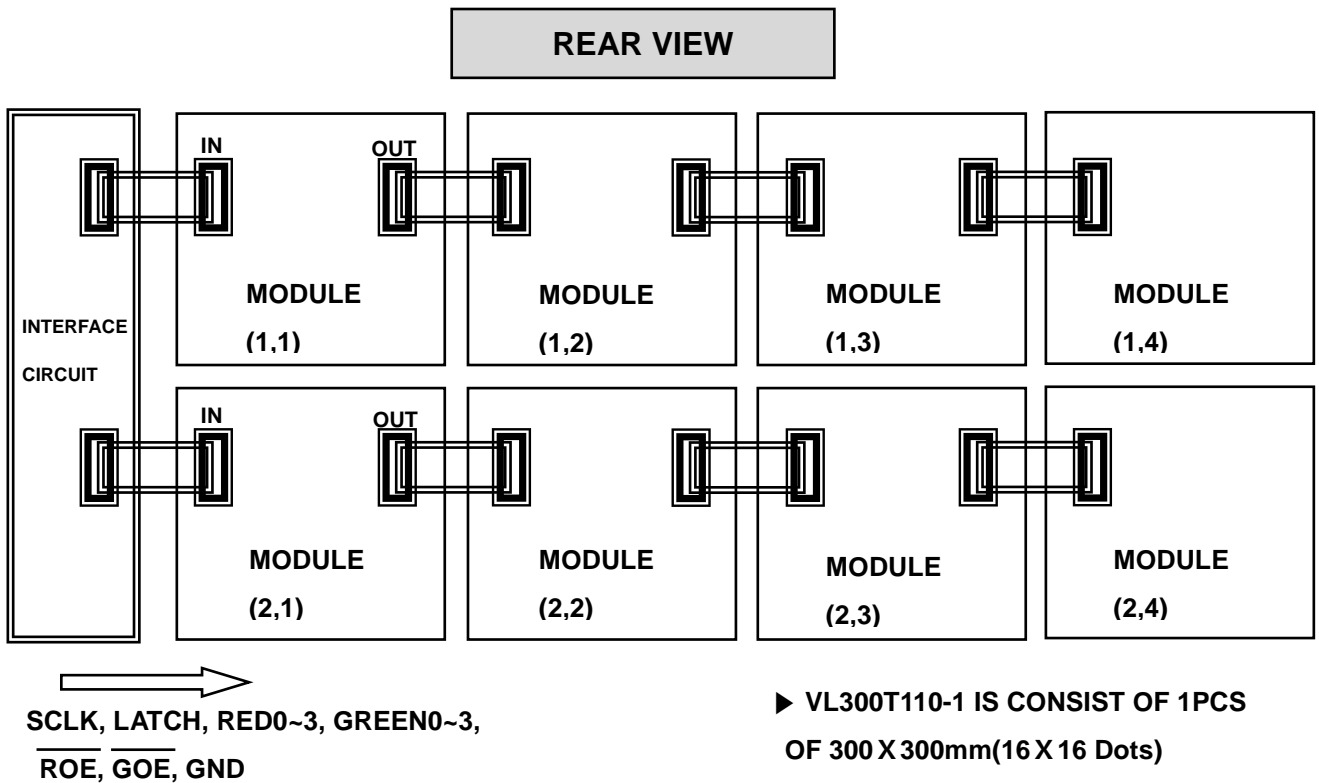 REAR VIEW
IN
OUT
MODULE
(1,1)
MODULE
(1,2)
MODULE
(1,3)
MODULE
(1,4)
INTERFACE
CIRCUIT
IN
OUT
MODULE
(2,1)
MODULE
(2,2)
MODULE
(2,3)
MODULE
(2,4)
SCLK, LATCH, RED0~3, GREEN0~3,
R̅O̅E̅, G̅O̅E̅, GND
▶ VL300T110-1 IS CONSIST OF 1PCS
OF 300 X 300mm(16 X 16 Dots)